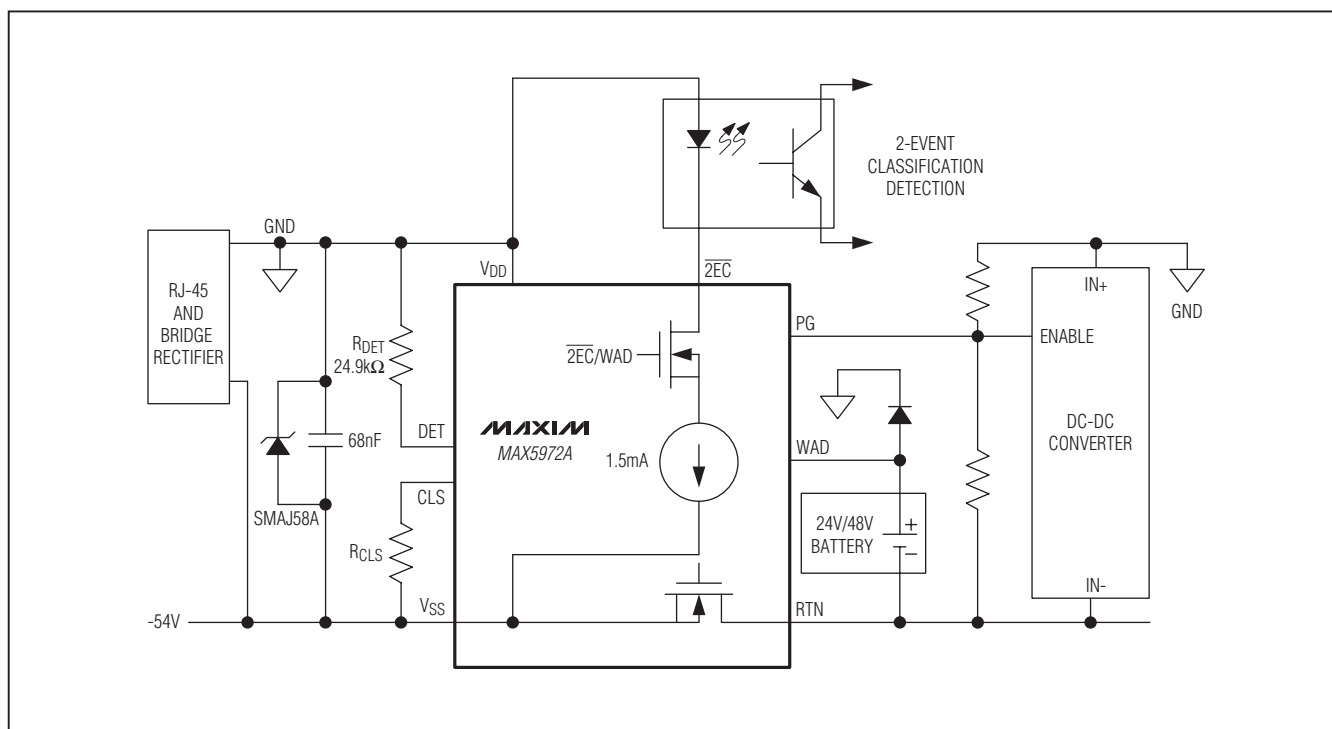 2-EVENT
CLASSIFICATION
DETECTION
GND
RJ-45
AND
BRIDGE
RECTIFIER
VDD
2EC
RDET
24.9kΩ
2EC/WAD
PG
IN+
GND
ENABLE
DC-DC
CONVERTER
68nF
DET
MAXIM
MAX5972A
1.5mA
WAD
SMAJ58A
CLS
24V/48V
BATTERY
+
−
RCLS
VSS
RTN
IN-
-54V